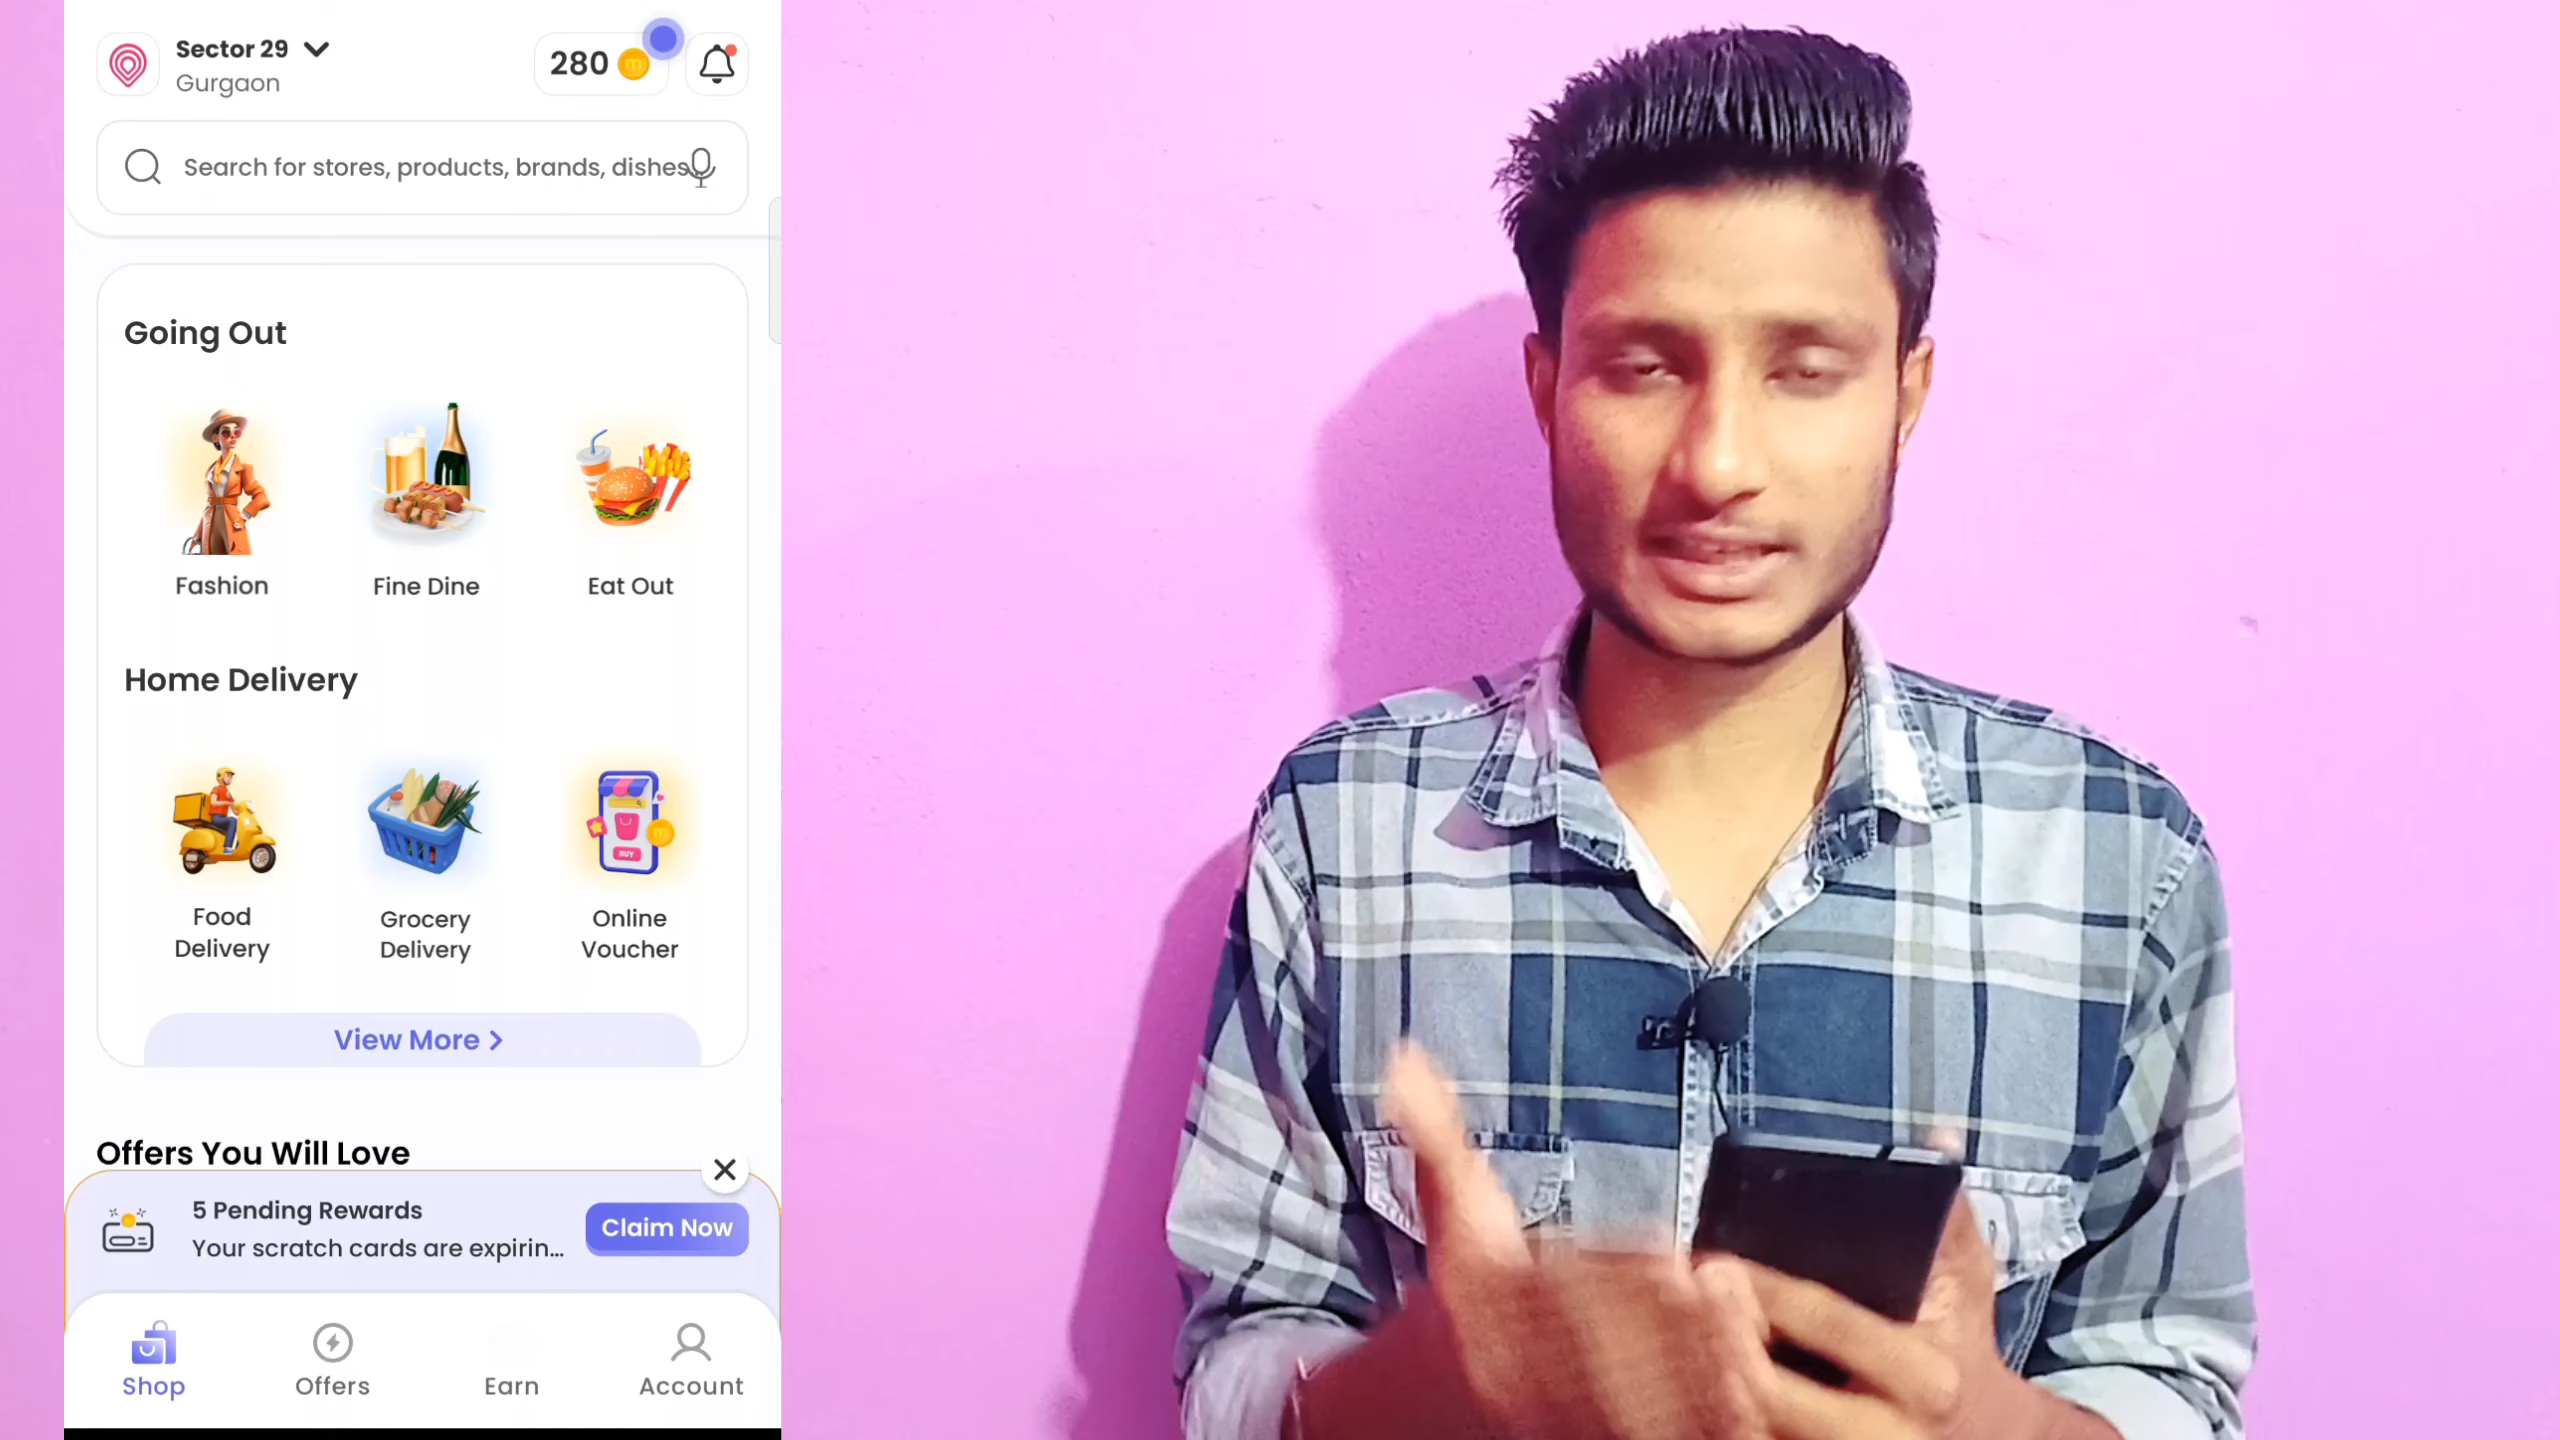 Sector 29
Gurgaon
280
Search for stores, products, brands, dishes
Going Out
Fashion
Fine Dine
Eat Out
Home Delivery
BUY
Food
Delivery
Grocery
Delivery
Online
Voucher
View More >
Offers You Will Love
5 Pending Rewards
Your scratch cards are expirin...
Claim Now
Shop
Offers
Earn
Account